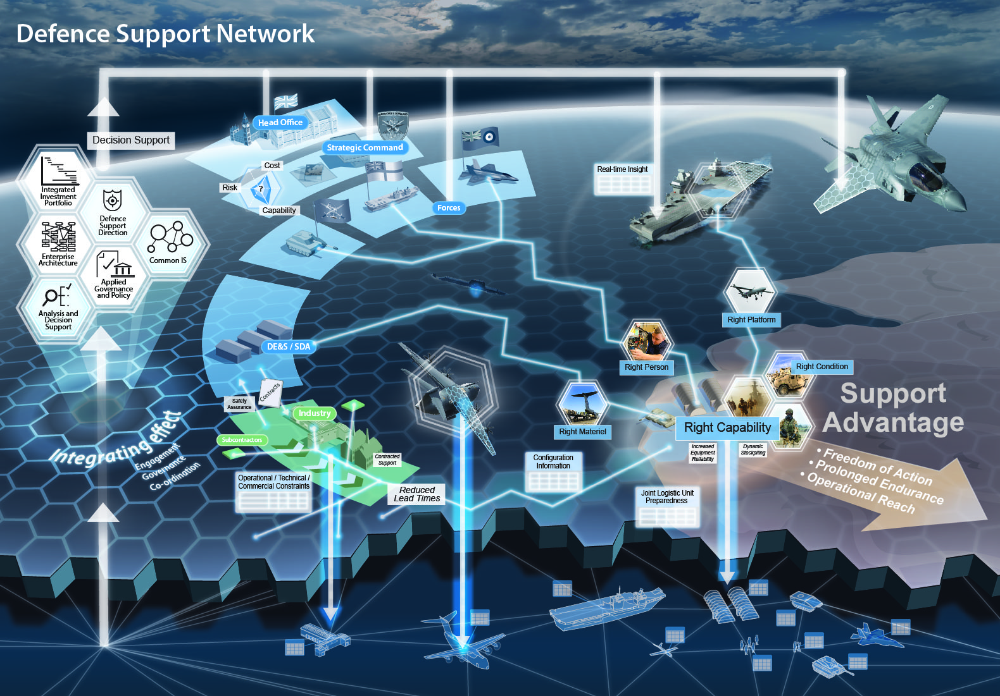 Defence Support Network
Decision Support
Integrated
Investment
Portfolio
Defence
Support
Direction
Enterprise
Architecture
Common IS
Applied
Governance
and Policy
Analysis and
Decision
Support
Head Office
Strategic Command
Forces
Cost
Risk
?
Capability
Real-time Insight
DE&S / SDA
Safety
Assurance
Contracts
Industry
Subcontractors
Contracted
Support
Operational / Technical /
Commercial Constraints
Reduced
Lead Times
Integrating effect
Engagement
Governance
Co-ordination
Right Platform
Right Person
Right Condition
Right Materiel
Right Capability
Increased
Equipment
Reliability
Dynamic
Stockpiling
Configuration
Information
Joint Logistic Unit
Preparedness
Support
Advantage
• Freedom of Action
• Prolonged Endurance
• Operational Reach